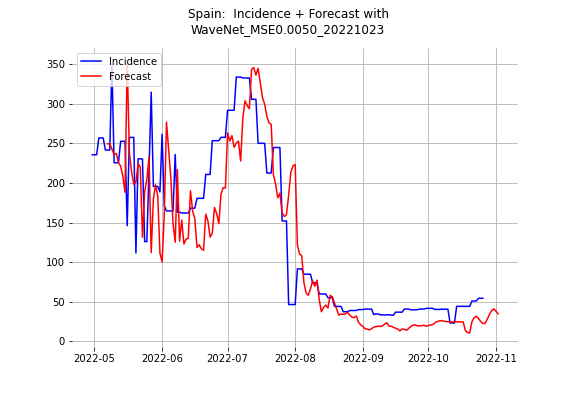 Spain:  Incidence + Forecast with
WaveNet_MSE0.0050_20221023
Incidence
Forecast
350
300
250
200
150
100
50
0
2022-05 2022-06 2022-07 2022-08 2022-09 2022-10 2022-11